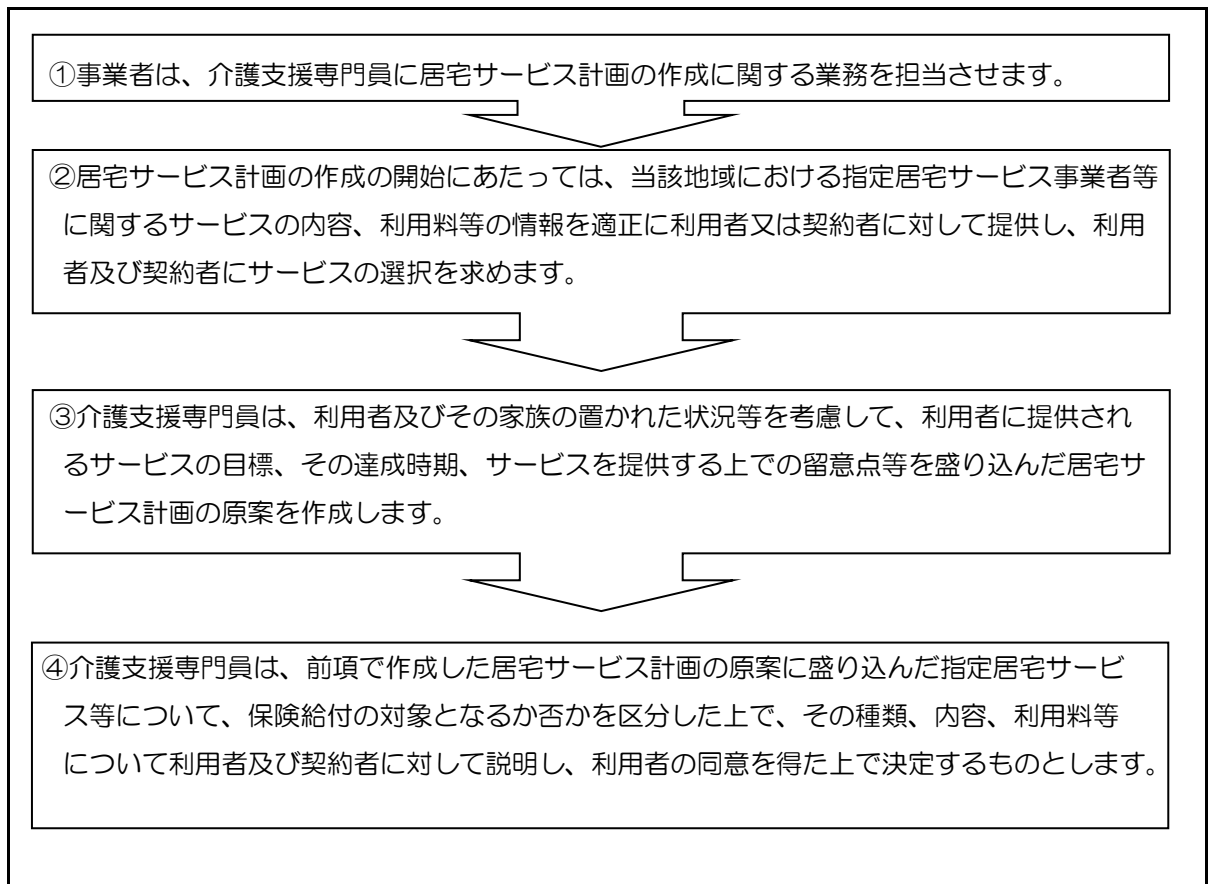 ①事業者は、介護支援専門員に居宅サービス計画の作成に関する業務を担当させます。
②居宅サービス計画の作成の開始にあたっては、当該地域における指定居宅サービス事業者等
に関するサービスの内容、利用料等の情報を適正に利用者又は契約者に対して提供し、利用
者及び契約者にサービスの選択を求めます。
③介護支援専門員は、利用者及びその家族の置かれた状況等を考慮して、利用者に提供され
るサービスの目標、その達成時期、サービスを提供する上での留意点等を盛り込んだ居宅サ
ービス計画の原案を作成します。
④介護支援専門員は、前項で作成した居宅サービス計画の原案に盛り込んだ指定居宅サービ
ス等について、保険給付の対象となるか否かを区分した上で、その種類、内容、利用料等
について利用者及び契約者に対して説明し、利用者の同意を得た上で決定するものとします。